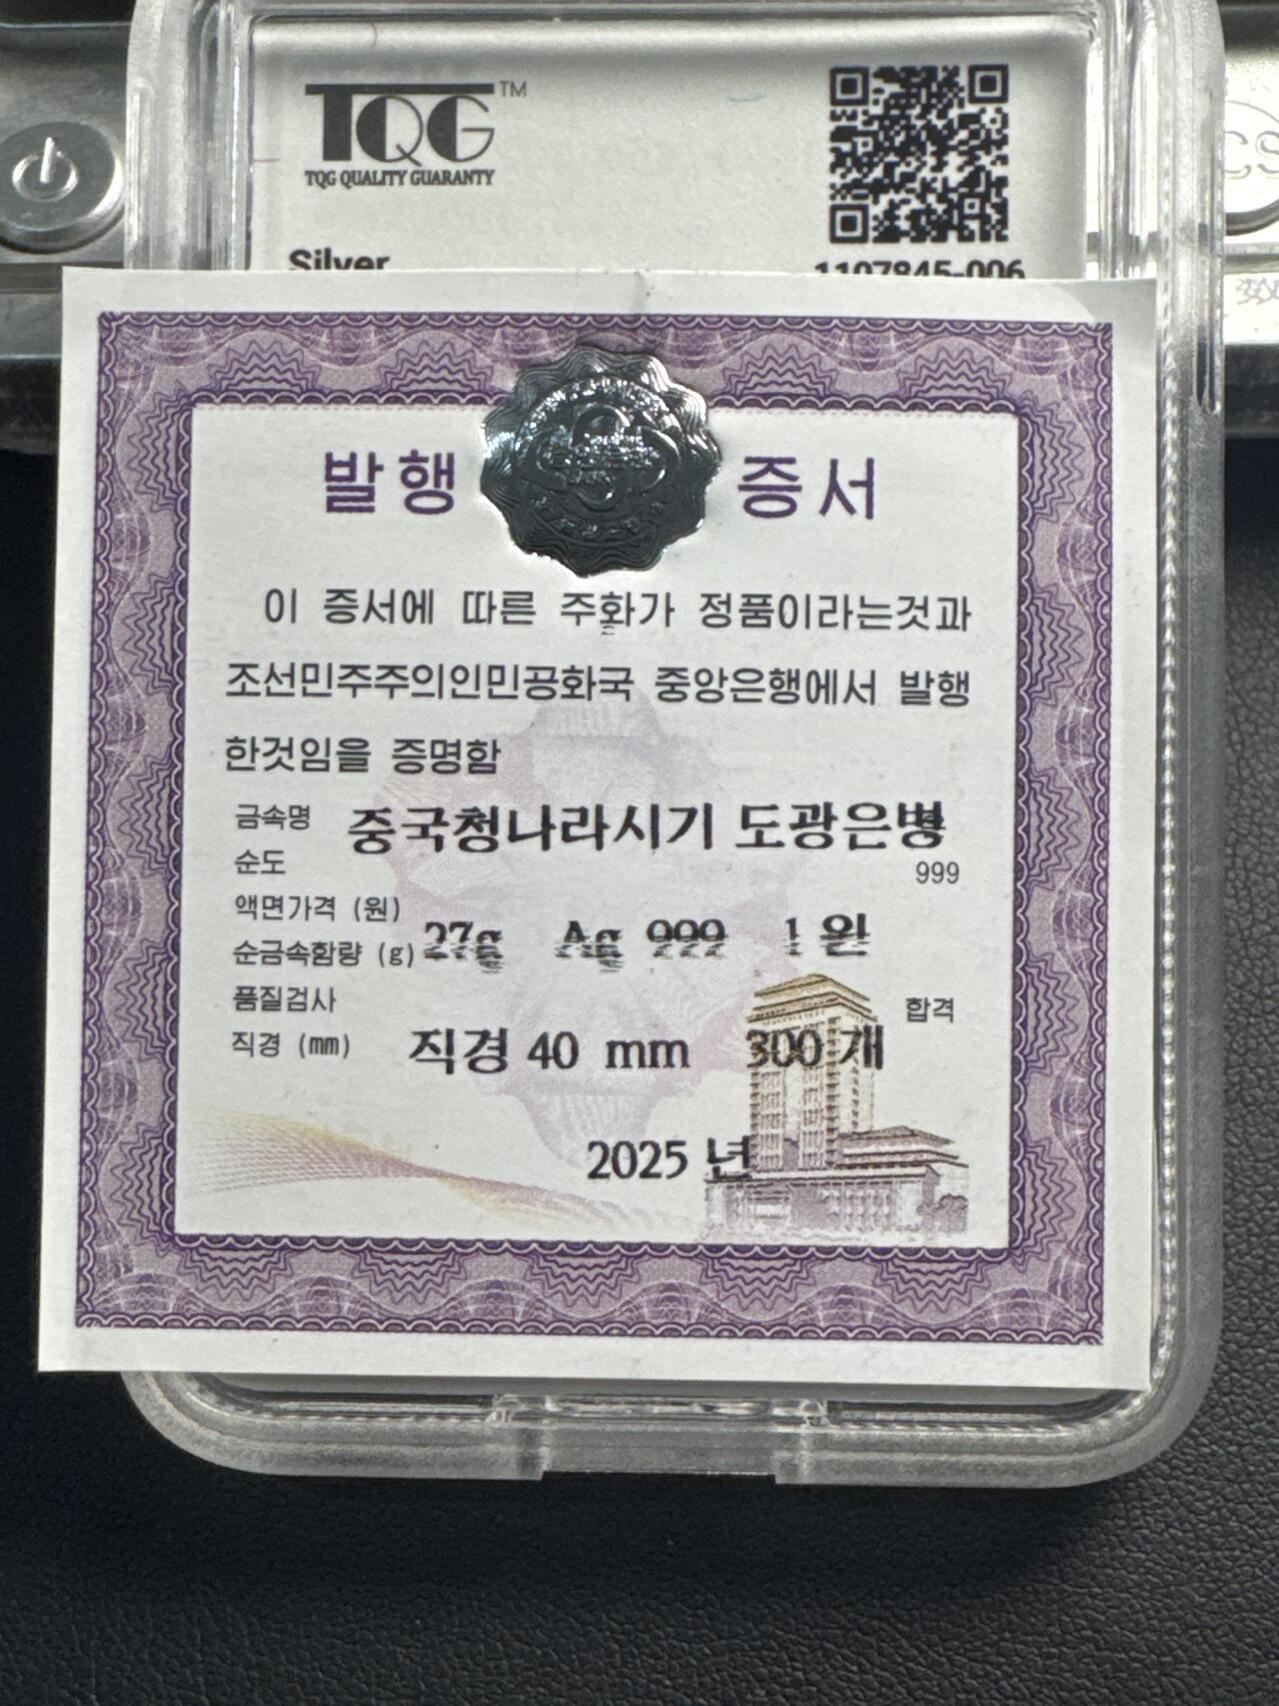 TQG™
TQG QUALITY GUARANTY
Silver
1107845-006
발행 증서
이 증서에 따른 주화가 정품이라는것과
조선민주주의인민공화국 중앙은행에서 발행
한것임을 증명함
금속명 중국청나라시기 도광은병
순도 999
액면가격 (원)
27g Ag 999 1 원
순금속함량 (g)
품질검사 합격
직경 (mm) 직경 40 mm 300 개
2025 년